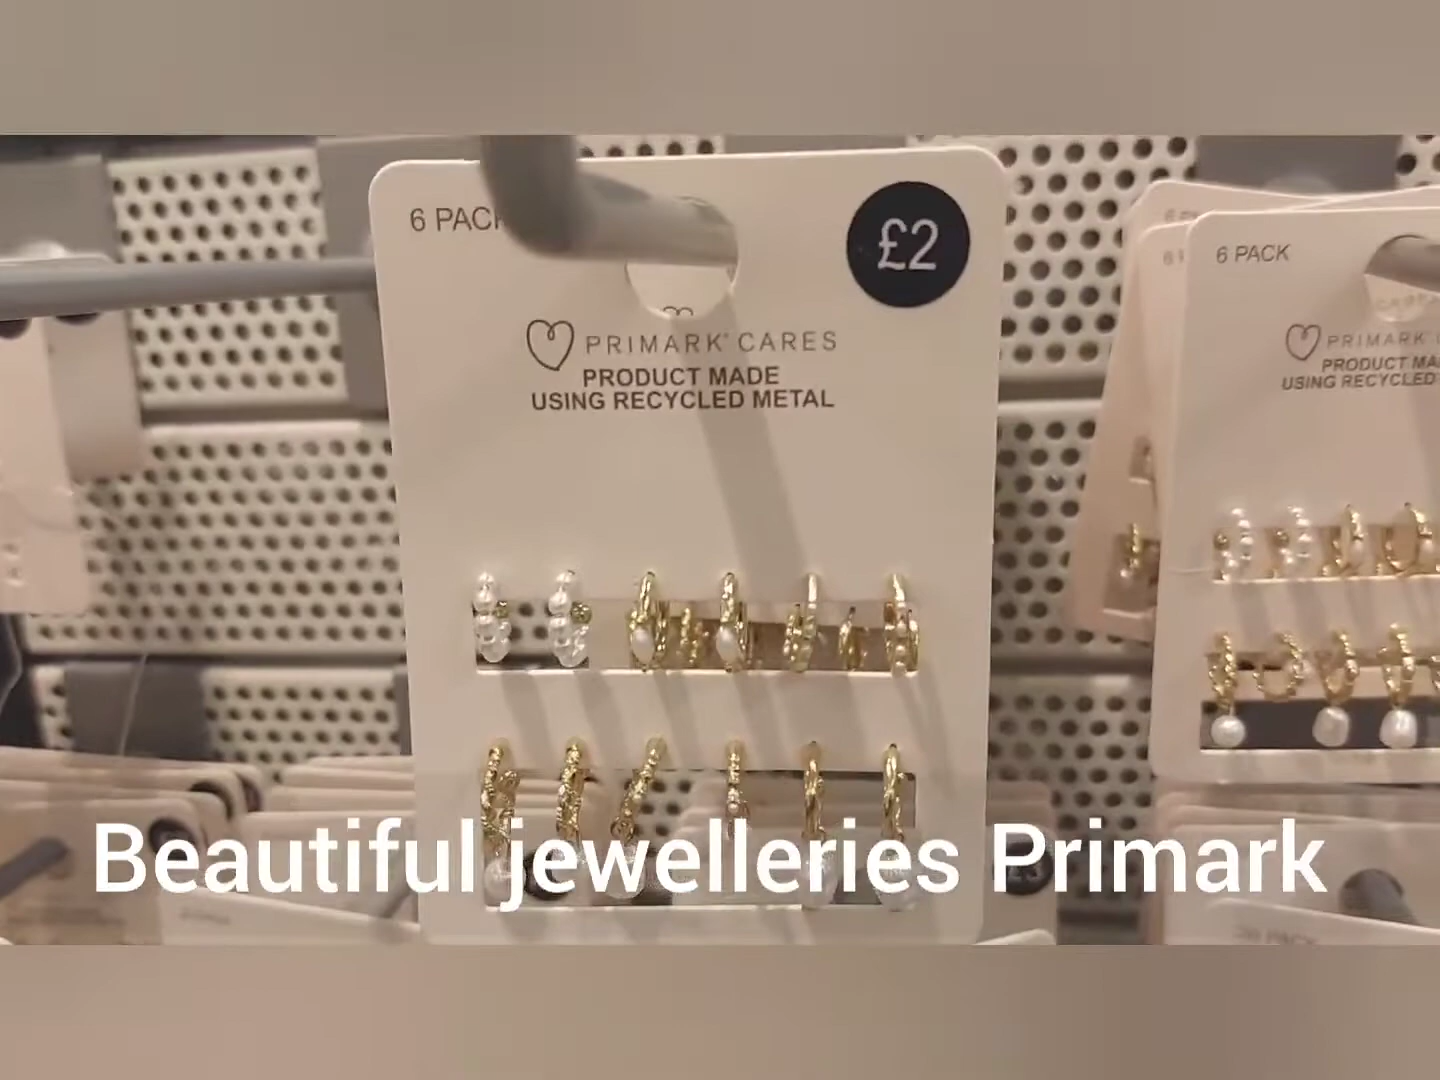 6 PACK
£2
PRIMARK® CARES
PRODUCT MADE
USING RECYCLED METAL
6 PACK
PRIMARK
PRODUCT
USING RECYCLED
Beautiful jewelleries Primark